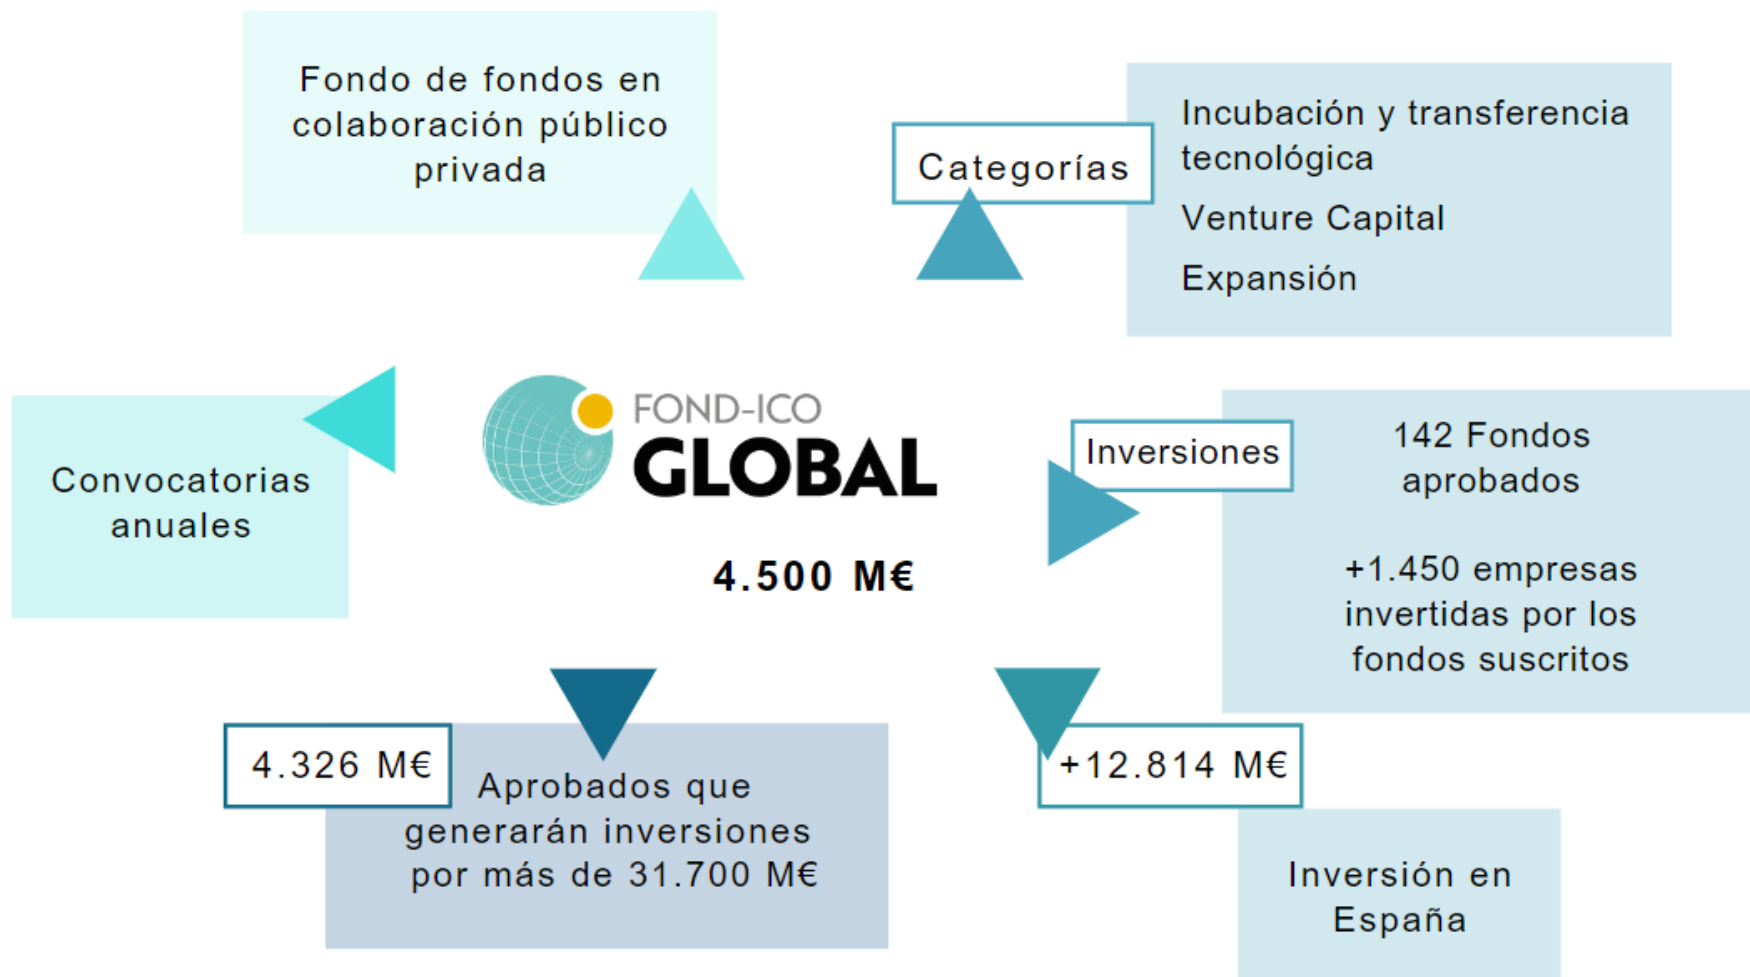 Fondo de fondos en
colaboración público
privada
Categorías
Incubación y transferencia
tecnológica
Venture Capital
Expansión
Convocatorias
anuales
FOND-ICO
GLOBAL
4.500 M€
Inversiones
142 Fondos
aprobados
+1.450 empresas
invertidas por los
fondos suscritos
4.326 M€
Aprobados que
generarán inversiones
por más de 31.700 M€
+12.814 M€
Inversión en
España